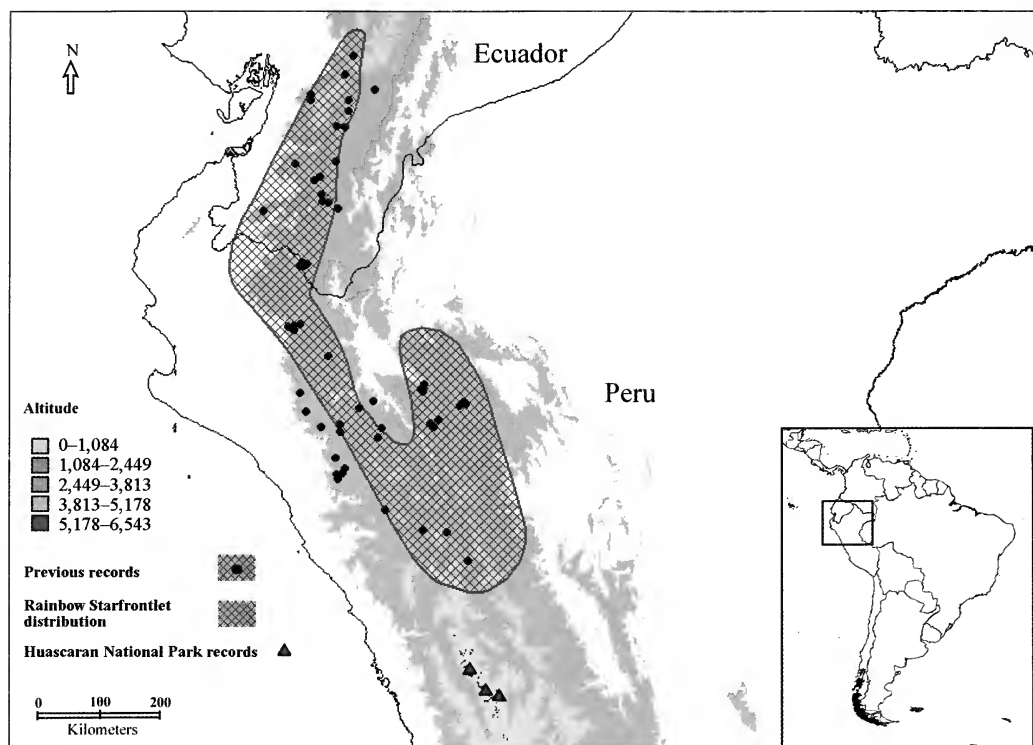 Ecuador
N
Peru
Altitude
0–1,084
1,084–2,449
2,449–3,813
3,813–5,178
5,178–6,543
Previous records
Rainbow Starfrontlet
distribution
Huascaran National Park records
0 100 200
Kilometers